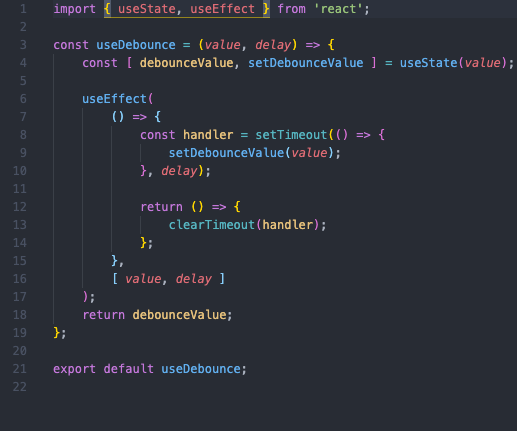 1 import { useState, useEffect } from 'react';
2
3 const useDebounce = (value, delay) => {
4     const [ debounceValue, setDebounceValue ] = useState(value);
5
6     useEffect(
7         () => {
8             const handler = setTimeout(() => {
9                 setDebounceValue(value);
10             }, delay);
11
12             return () => {
13                 clearTimeout(handler);
14             };
15         },
16         [ value, delay ]
17     );
18     return debounceValue;
19 };
20
21 export default useDebounce;
22